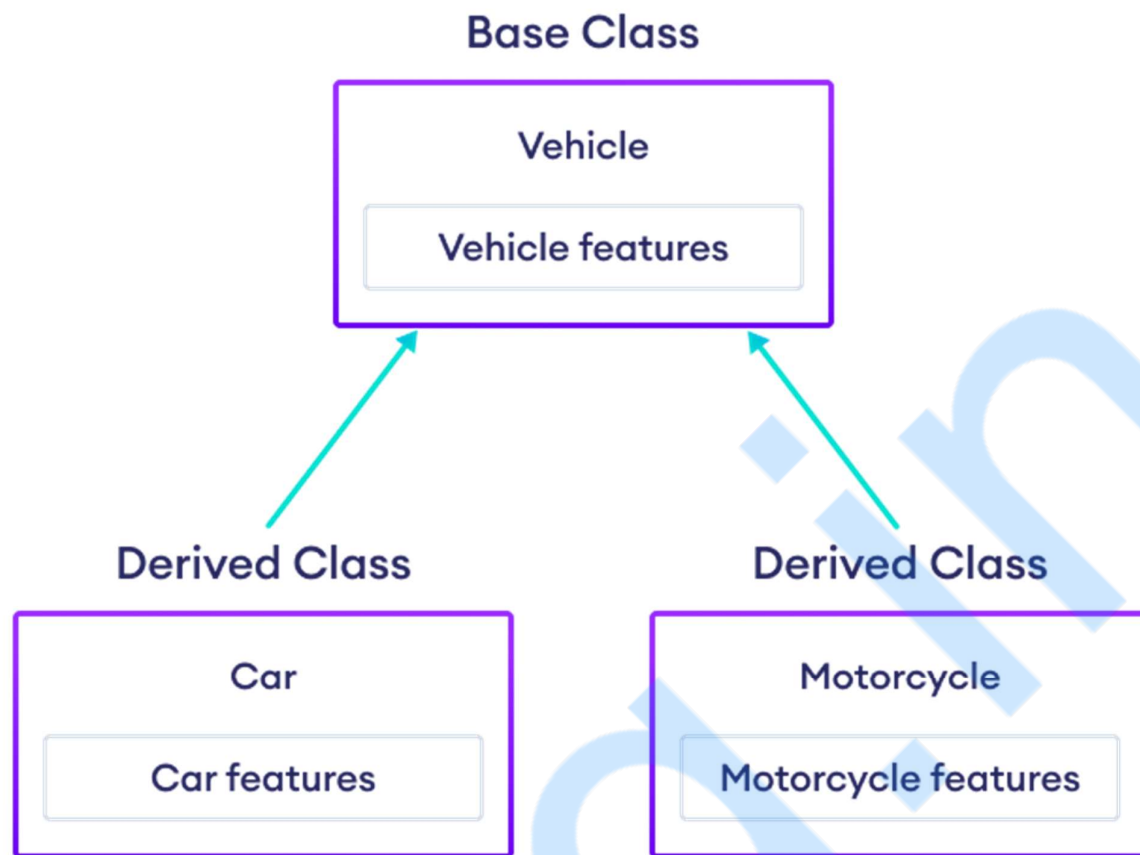 Base Class
Vehicle
Vehicle features
Derived Class
Derived Class
Car
Motorcycle
Car features
Motorcycle features